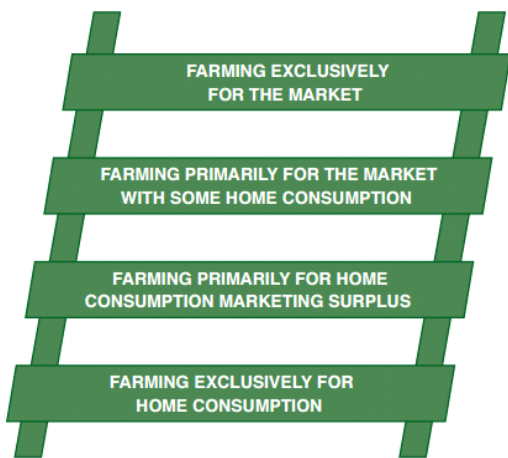 FARMING EXCLUSIVELY
FOR THE MARKET
FARMING PRIMARILY FOR THE MARKET
WITH SOME HOME CONSUMPTION
FARMING PRIMARILY FOR HOME
CONSUMPTION MARKETING SURPLUS
FARMING EXCLUSIVELY FOR
HOME CONSUMPTION